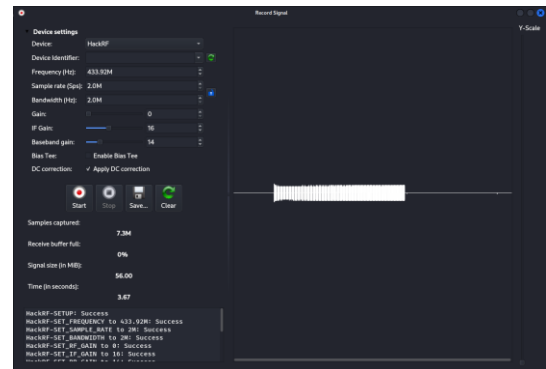 Record Signal
Device settings
Y-Scale
Device: HackRF
Device Identifier:
Frequency (Hz): 433.92M
Sample rate (Sps): 2.0M
Bandwidth (Hz): 2.0M
Gain: 0
IF Gain: 16
Baseband gain: 14
Bias Tee: Enable Bias Tee
DC correction: ✓ Apply DC correction
Start Stop Save... Clear
Samples captured:
7.3M
Receive buffer full:
0%
Signal size (in MiB):
56.00
Time (in seconds):
3.67
HackRF-SETUP: Success
HackRF-SET_FREQUENCY to 433.92M: Success
HackRF-SET_SAMPLE_RATE to 2M: Success
HackRF-SET_BANDWIDTH to 2M: Success
HackRF-SET_RF_GAIN to 0: Success
HackRF-SET_IF_GAIN to 16: Success